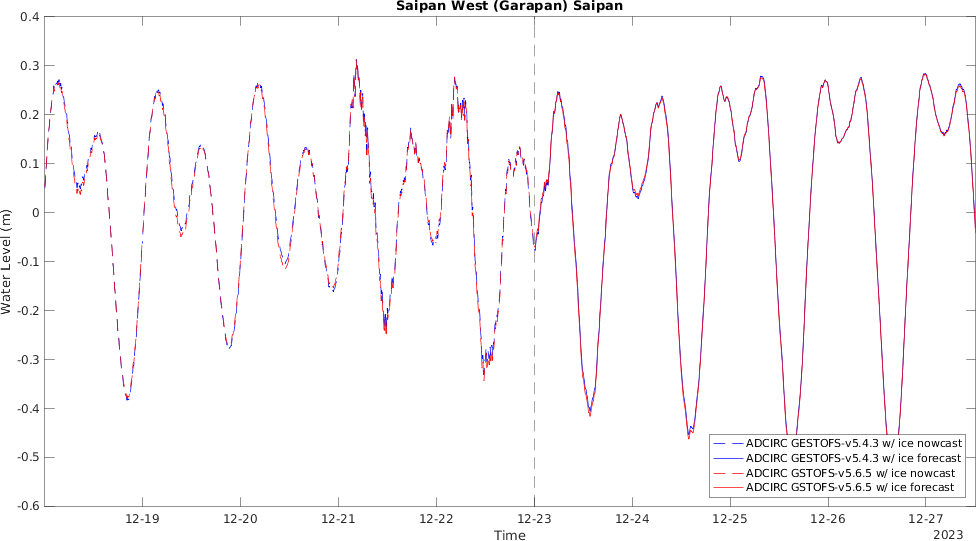 Saipan West (Garapan) Saipan
0.4
0.3
0.2
0.1
0
-0.1
-0.2
-0.3
-0.4
-0.5
-0.6
Water Level (m)
ADCIRC GESTOFS-v5.4.3 w/ ice nowcast
ADCIRC GESTOFS-v5.4.3 w/ ice forecast
ADCIRC GSTOFS-v5.6.5 w/ ice nowcast
ADCIRC GSTOFS-v5.6.5 w/ ice forecast
12-19 12-20 12-21 12-22 12-23 12-24 12-25 12-26 12-27
Time
2023